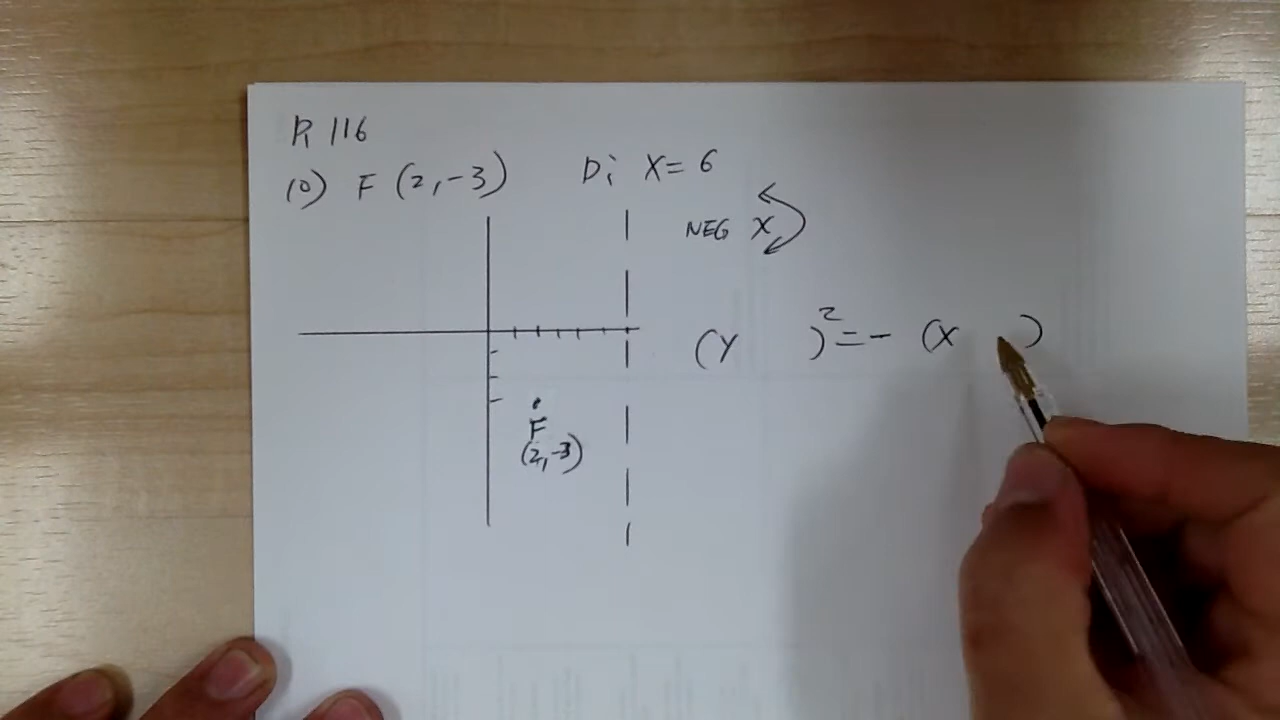 P. 116
10) F (2,-3) D: X=6
NEG X
(Y )²=- (X )
F
(2,-3)